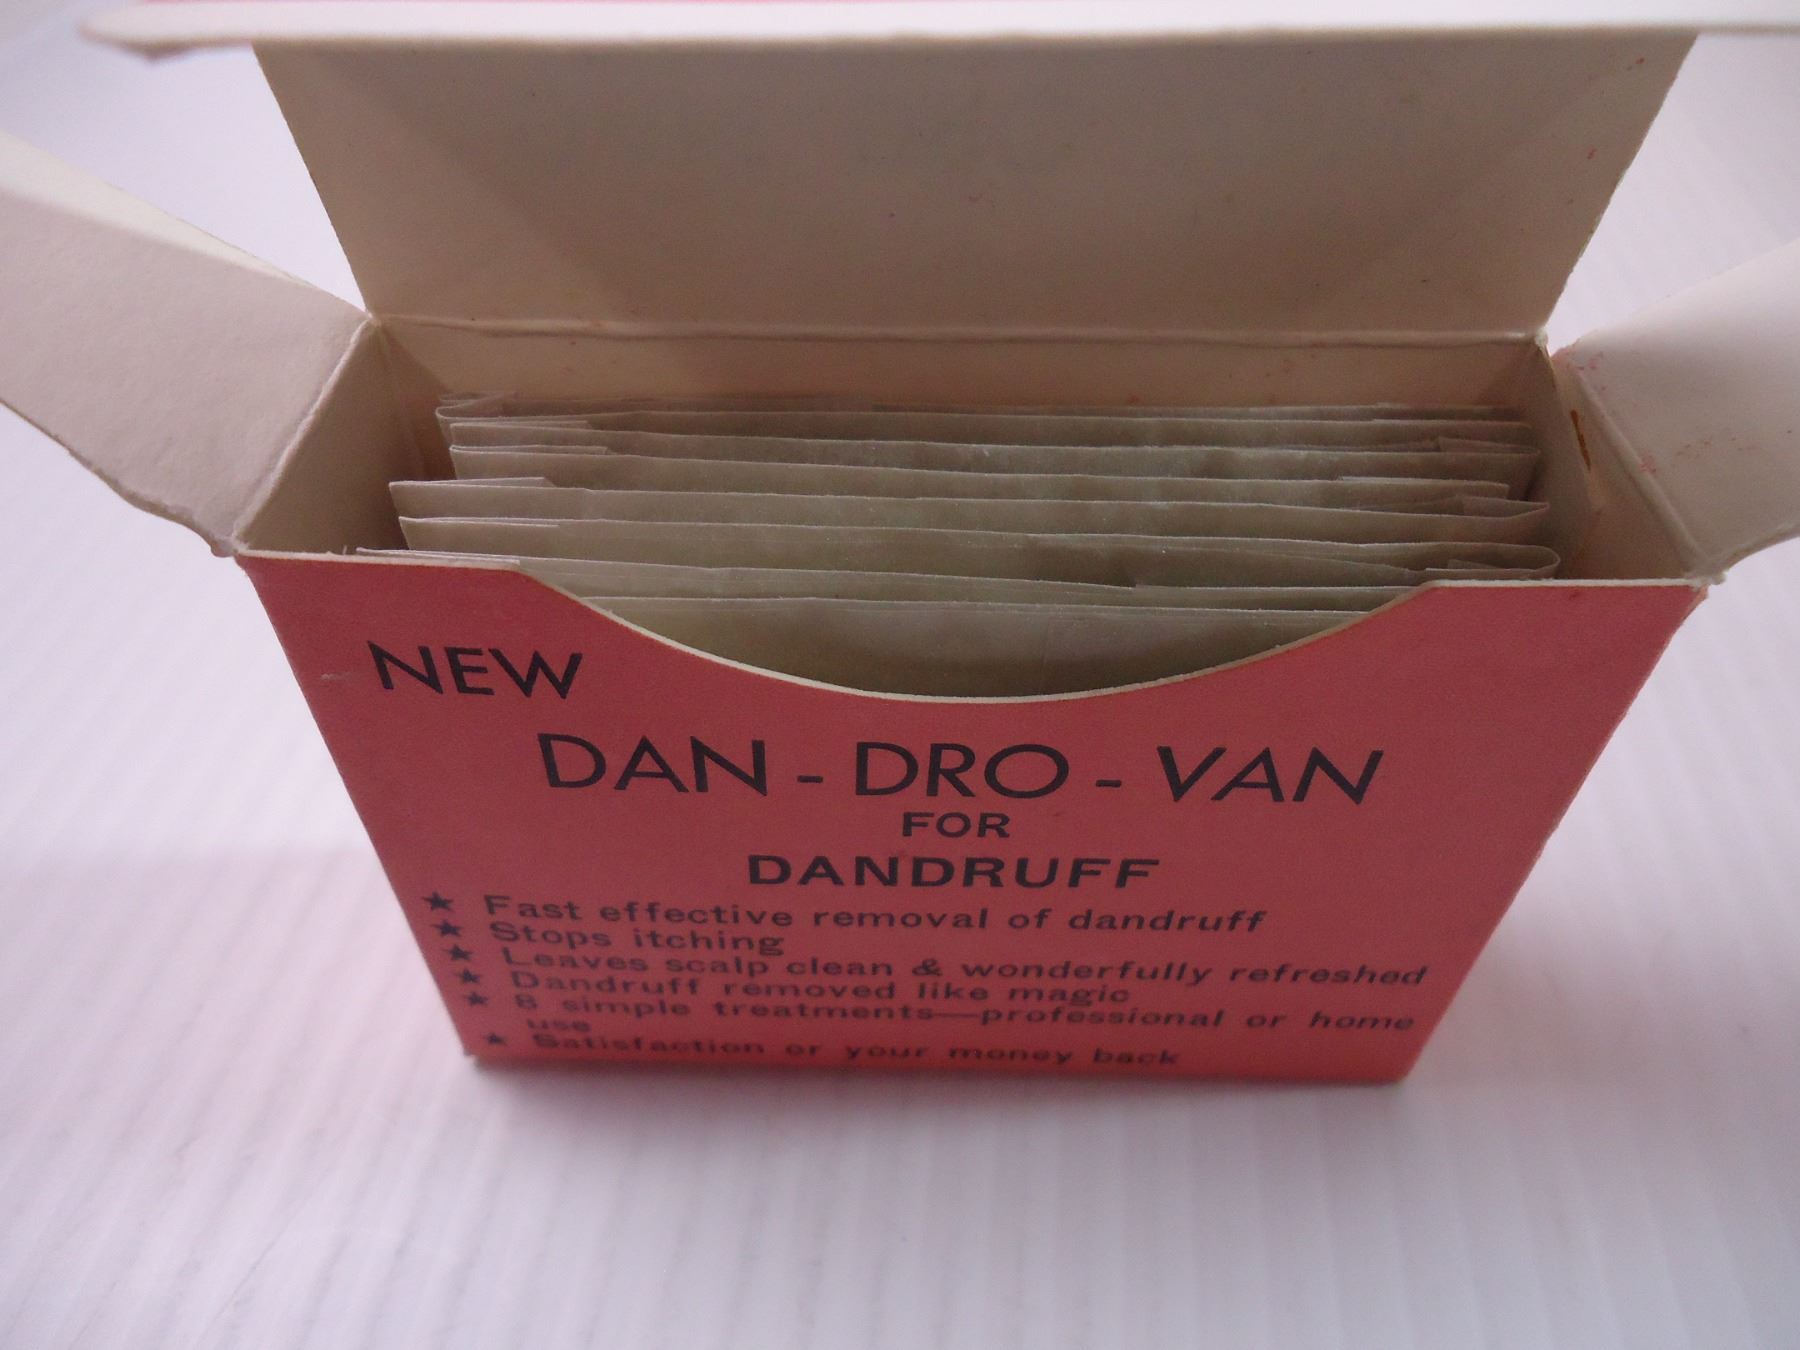 NEW
DAN - DRO - VAN
FOR
DANDRUFF
★ Fast effective removal of dandruff
★ Stops itching
★ Leaves scalp clean & wonderfully refreshed
★ Dandruff removed like magic
★ 8 simple treatments—professional or home
use
★ Satisfaction or your money back